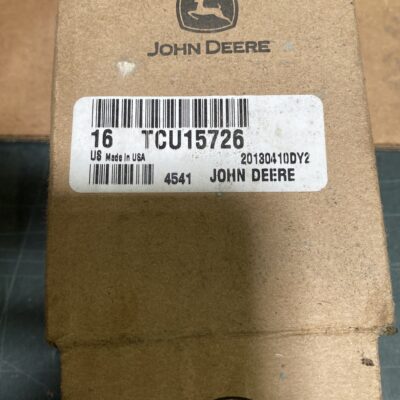 JOHN DEERE
16 TCU15726
US Made in USA 20130410DY2
4541 JOHN DEERE